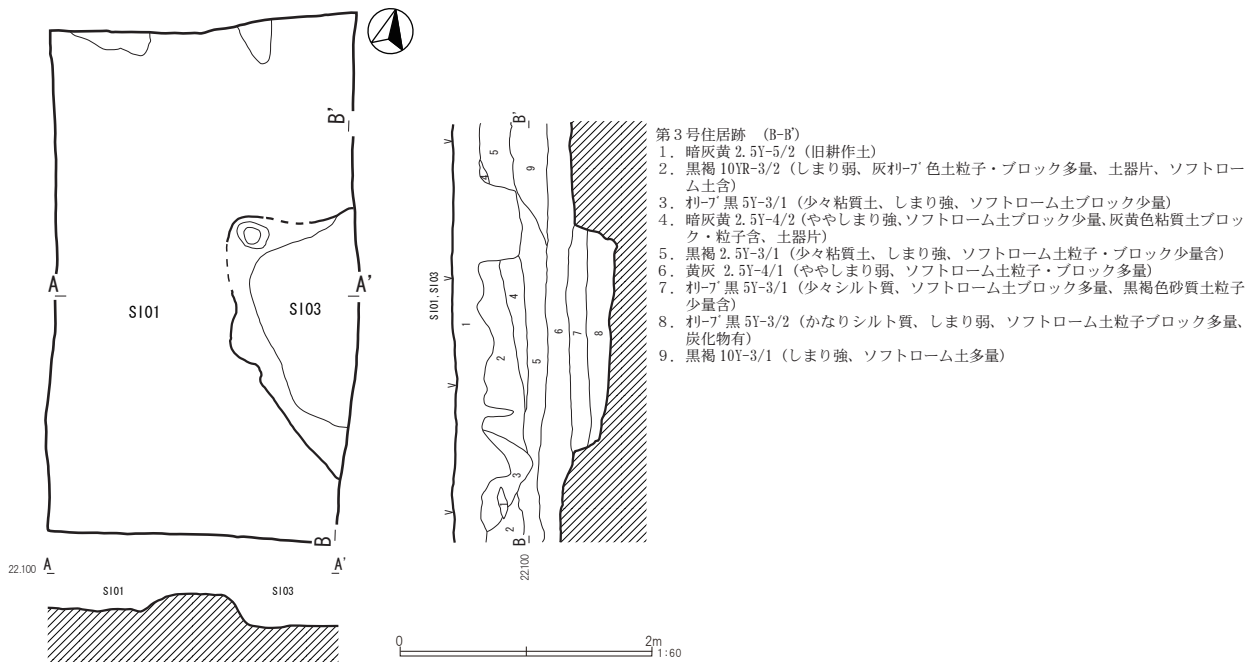 B'
A
A'
SI01
SI03
B
22.100
A
A'
SI01
SI03
SI01, SI03
B'
1
2
3
4
4
5
5
6
7
8
9
2
B
22.100
0
2m
1:60
第３号住居跡 (B-B')
１．暗灰黄 2.5Y-5/2（旧耕作土）
２．黒褐 10YR-3/2（しまり弱、灰ｵﾘｰﾌﾞ色土粒子・ブロック多量、土器片、ソフトロー
ム土含）
３．ｵﾘｰﾌﾞ黒 5Y-3/1（少々粘質土、しまり強、ソフトローム土ブロック少量）
４．暗灰黄 2.5Y-4/2（ややしまり強、ソフトローム土ブロック少量、灰黄色粘質土ブロッ
ク・粒子含、土器片）
５．黒褐 2.5Y-3/1（少々粘質土、しまり強、ソフトローム土粒子・ブロック少量含）
６．黄灰 2.5Y-4/1（ややしまり弱、ソフトローム土粒子・ブロック多量）
７．ｵﾘｰﾌﾞ黒 5Y-3/1（少々シルト質、ソフトローム土ブロック多量、黒褐色砂質土粒子
少量含）
８．ｵﾘｰﾌﾞ黒 5Y-3/2（かなりシルト質、しまり弱、ソフトローム土粒子ブロック多量、
炭化物有）
９．黒褐 10Y-3/1（しまり強、ソフトローム土多量）